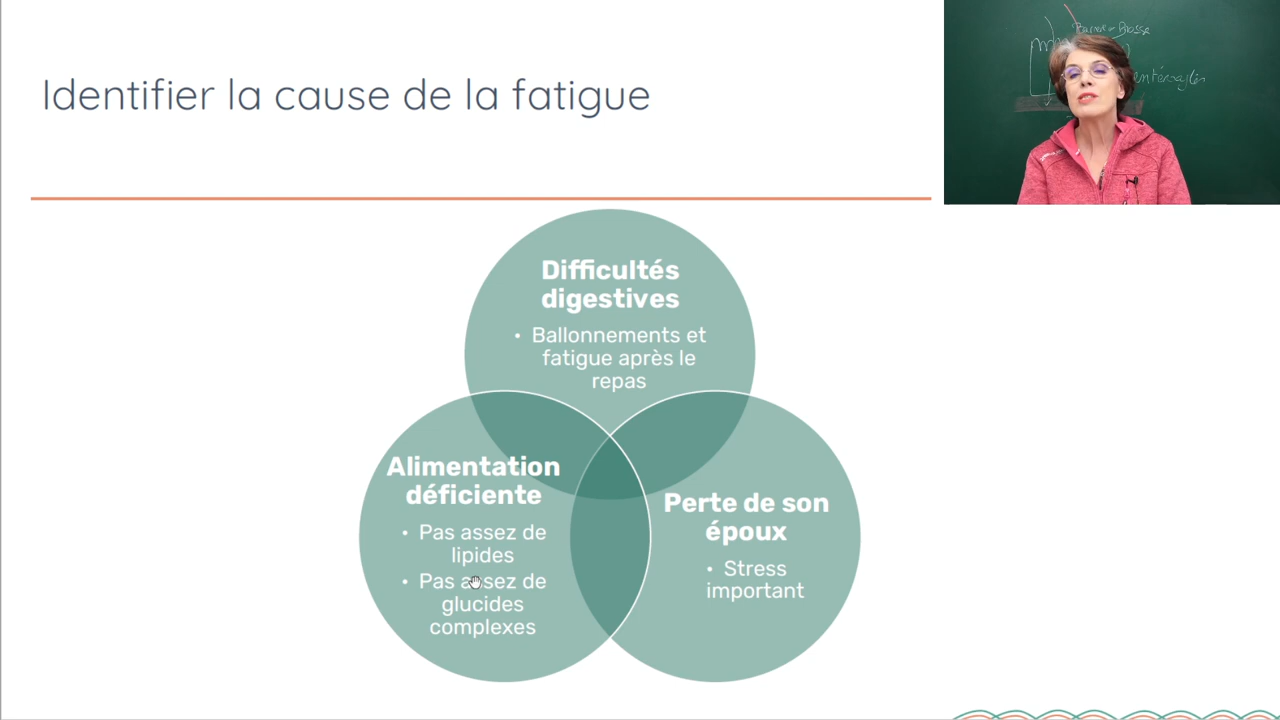 Identifier la cause de la fatigue
Difficultés
digestives
• Ballonnements et
fatigue après le
repas
Alimentation
déficiente
• Pas assez de
lipides
• Pas assez de
glucides
complexes
Perte de son
époux
• Stress
important